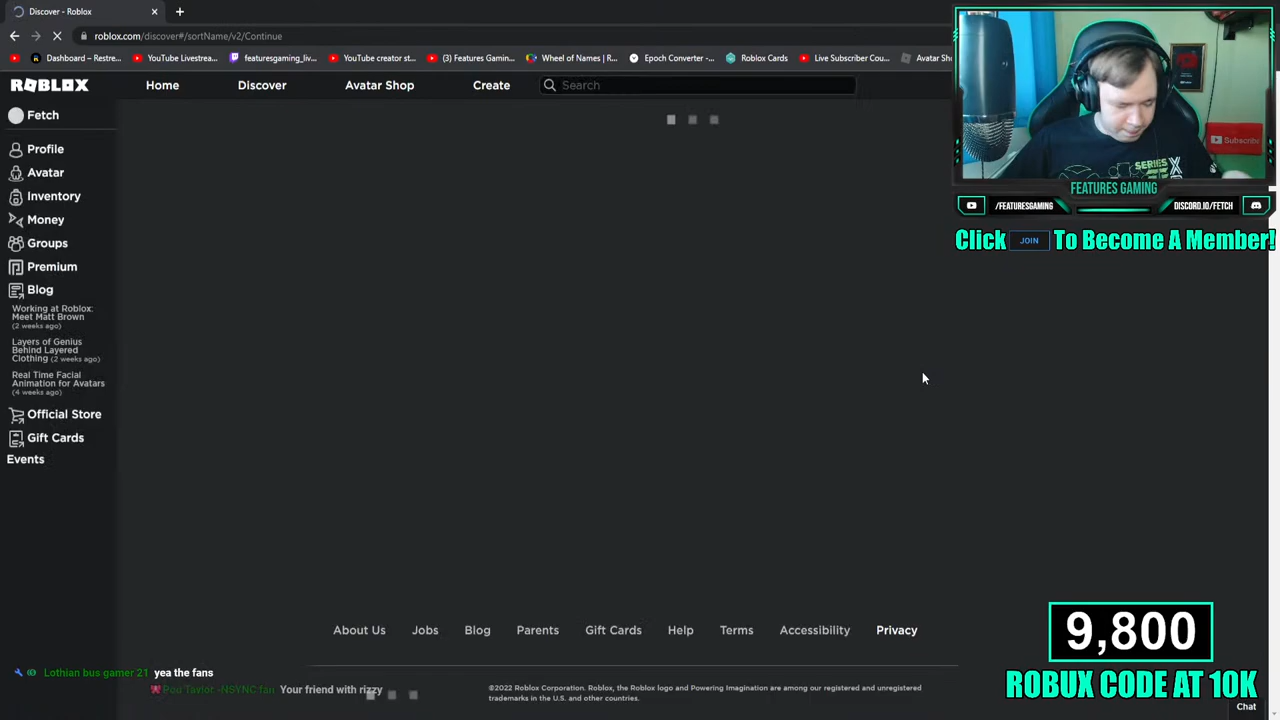 Discover - Roblox
roblox.com/discover#/sortName/v2/Continue
Dashboard – Restre...
YouTube Livestrea...
featuresgaming_liv...
YouTube creator st...
(3) Features Gamin...
Wheel of Names | R...
Epoch Converter -...
Roblox Cards
Live Subscriber Cou...
Avatar Sho
ROBLOX
Home
Discover
Avatar Shop
Create
Search
Fetch
Profile
Avatar
Inventory
Money
Groups
Premium
Blog
Working at Roblox:
Meet Matt Brown
(2 weeks ago)
Layers of Genius
Behind Layered
Clothing (2 weeks ago)
Real Time Facial
Animation for Avatars
(4 weeks ago)
Official Store
Gift Cards
Events
SERIES
Subscribe
FEATURES GAMING
/FEATURESGAMING
DISCORD.IO/FETCH
Click JOIN To Become A Member!
About Us
Jobs
Blog
Parents
Gift Cards
Help
Terms
Accessibility
Privacy
©2022 Roblox Corporation. Roblox, the Roblox logo and Powering Imagination are among our registered and unregistered
trademarks in the U.S. and other countries.
Lothian bus gamer 21 yea the fans
Taylor -NSYNC fan Your friend with rizzy
9,800
ROBUX CODE AT 10K
Chat